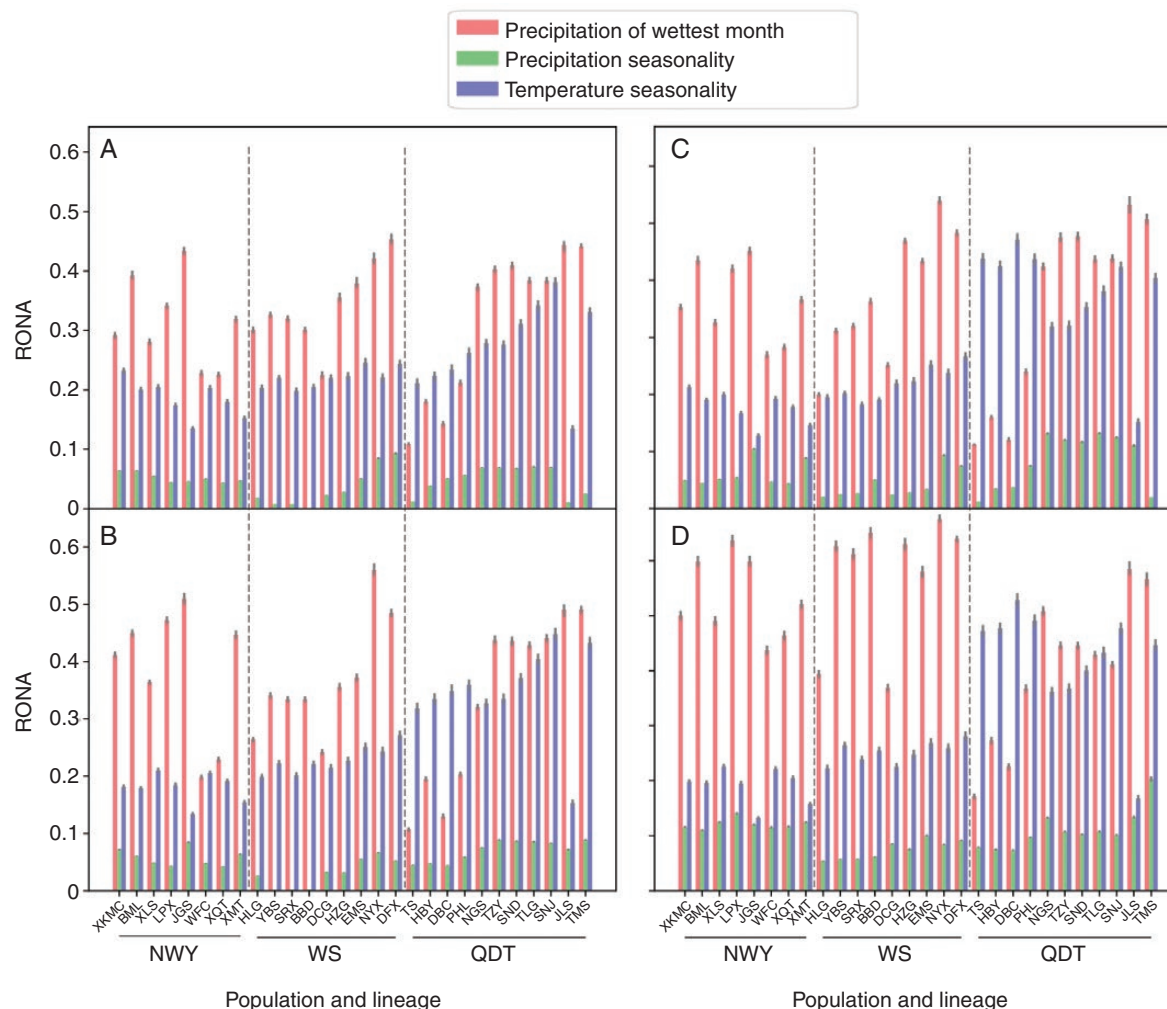 Precipitation of wettest month
Precipitation seasonality
Temperature seasonality
A
0.6
0.5
0.4
0.3
0.2
0.1
0
RONA
C
B
0.6
0.5
0.4
0.3
0.2
0.1
0
RONA
D
XKMC BML XLS LPX JGS WFC XQT XMT HLG YBS SRX BBD DCG HZG EMS NYX DFX TS HBY DBC PHL NGS TZY SND TLG SNJ JLS TMS
NWY WS QDT
Population and lineage
XKMC BML XLS LPX JGS WFC XQT XMT HLG YBS SRX BBD DCG HZG EMS NYX DFX TS HBY DBC PHL NGS TZY SND TLG SNJ JLS TMS
NWY WS QDT
Population and lineage